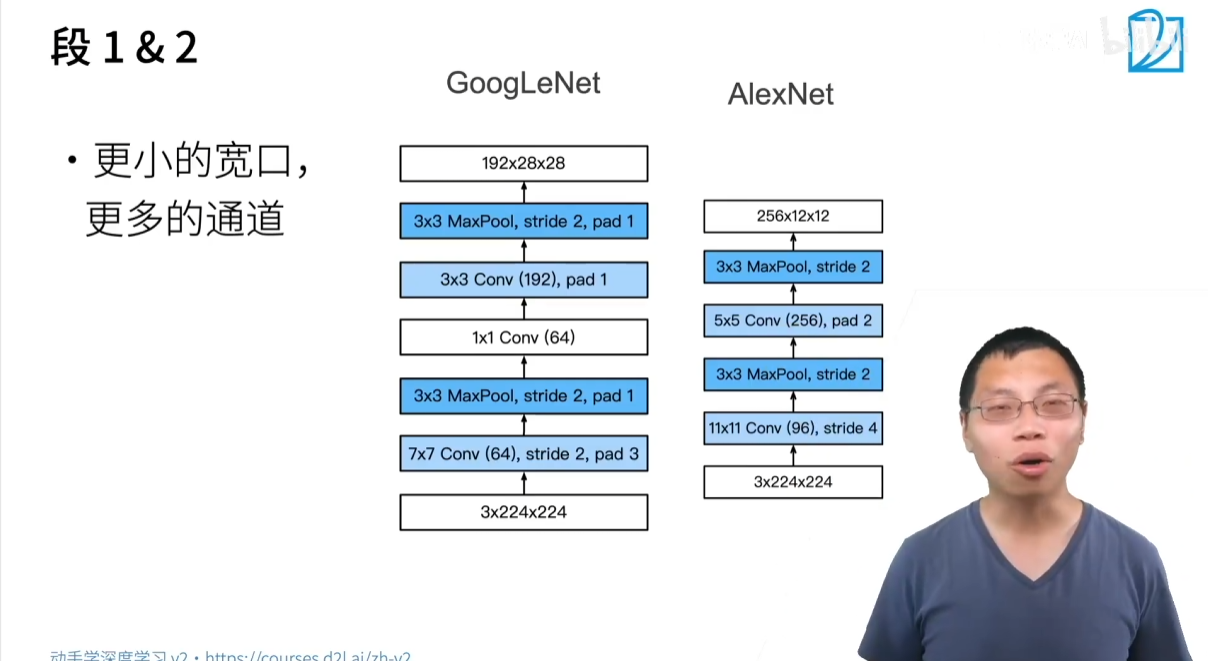 段 1 & 2
GoogLeNet
AlexNet
• 更小的宽口，
更多的通道
192x28x28
3x3 MaxPool, stride 2, pad 1
3x3 Conv (192), pad 1
1x1 Conv (64)
3x3 MaxPool, stride 2, pad 1
7x7 Conv (64), stride 2, pad 3
3x224x224
256x12x12
3x3 MaxPool, stride 2
5x5 Conv (256), pad 2
3x3 MaxPool, stride 2
11x11 Conv (96), stride 4
3x224x224
动手学深度学习 v2 • https://courses.d2l.ai/zh-v2